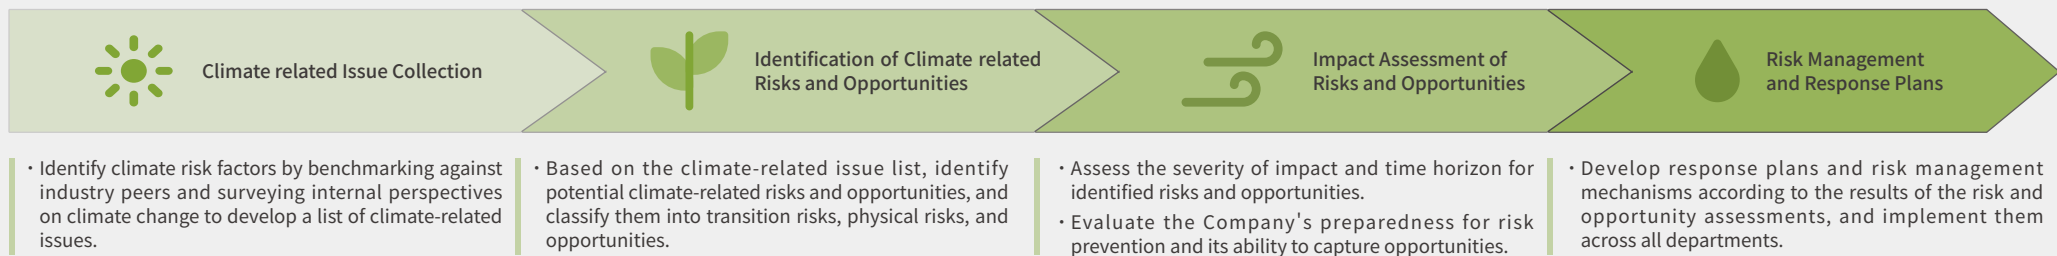 Climate related Issue Collection
Identification of Climate related
Risks and Opportunities
Impact Assessment of
Risks and Opportunities
Risk Management
and Response Plans
· Identify climate risk factors by benchmarking against
industry peers and surveying internal perspectives
on climate change to develop a list of climate-related
issues.
· Based on the climate-related issue list, identify
potential climate-related risks and opportunities, and
classify them into transition risks, physical risks, and
opportunities.
· Assess the severity of impact and time horizon for
identified risks and opportunities.
· Evaluate the Company's preparedness for risk
prevention and its ability to capture opportunities.
· Develop response plans and risk management
mechanisms according to the results of the risk and
opportunity assessments, and implement them
across all departments.